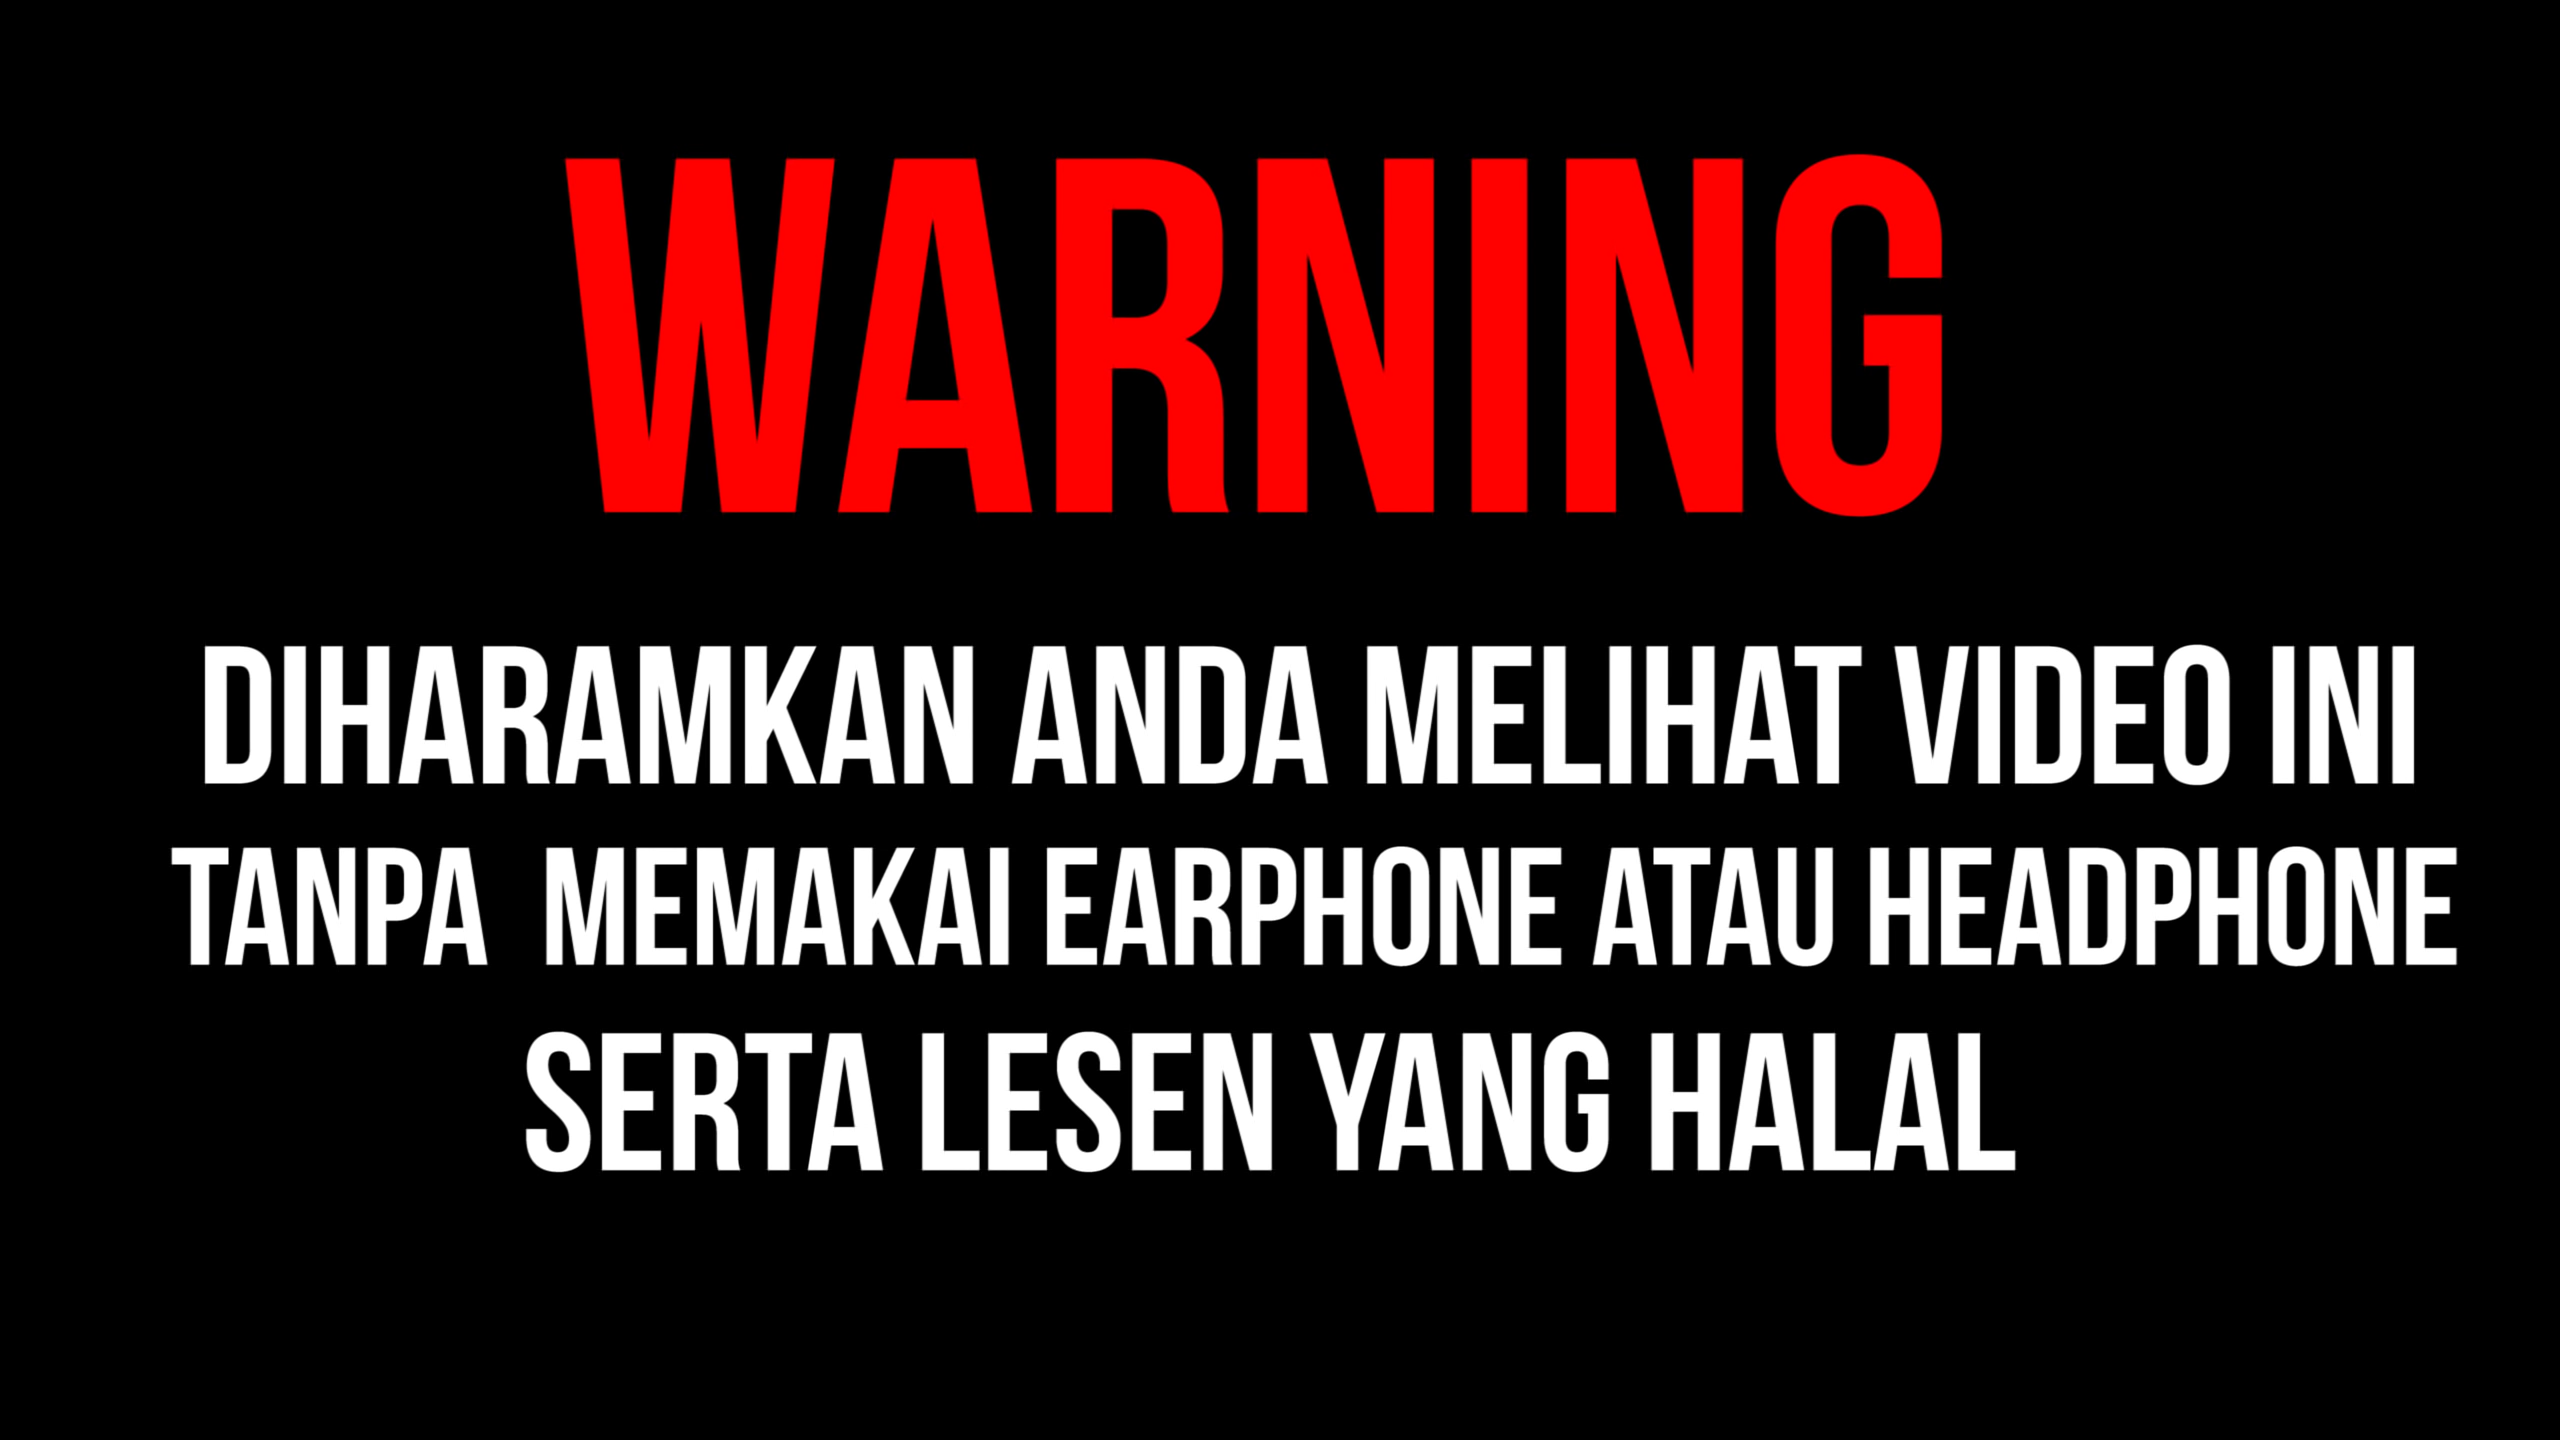 WARNING
DIHARAMKAN ANDA MELIHAT VIDEO INI
TANPA  MEMAKAI EARPHONE ATAU HEADPHONE
SERTA LESEN YANG HALAL